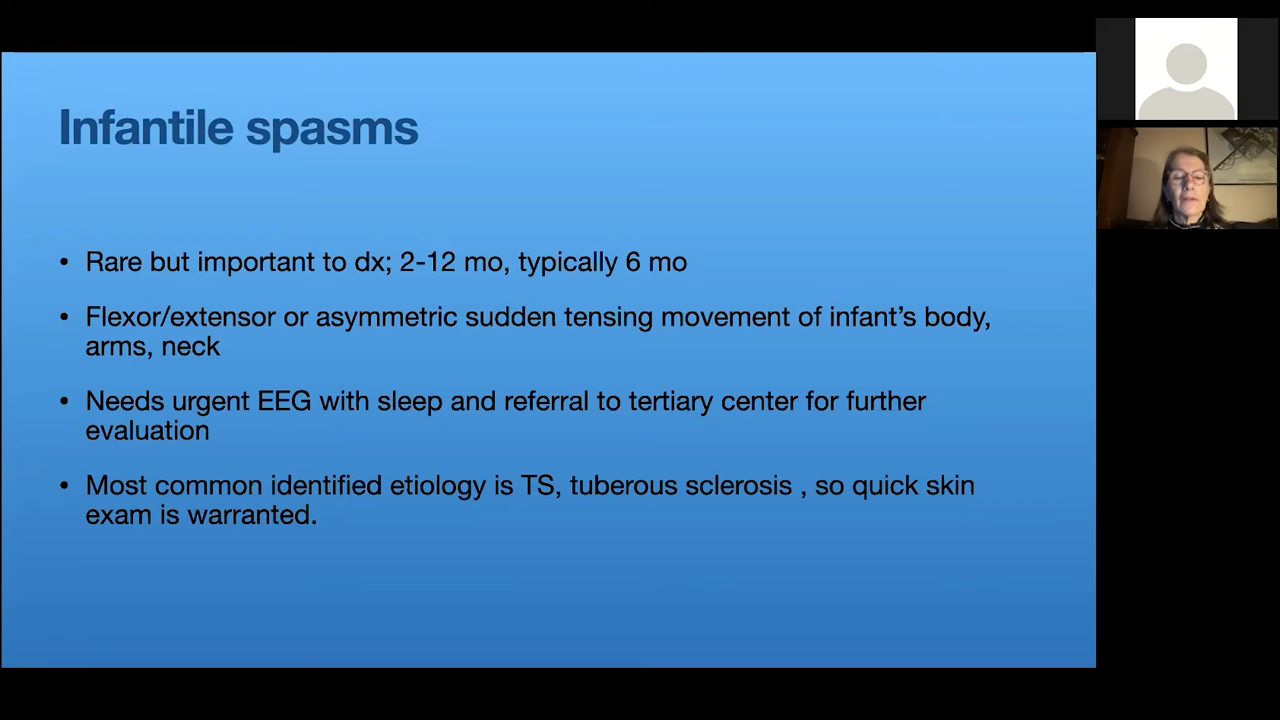 Infantile spasms
• Rare but important to dx; 2-12 mo, typically 6 mo
• Flexor/extensor or asymmetric sudden tensing movement of infant’s body,
arms, neck
• Needs urgent EEG with sleep and referral to tertiary center for further
evaluation
• Most common identified etiology is TS, tuberous sclerosis , so quick skin
exam is warranted.